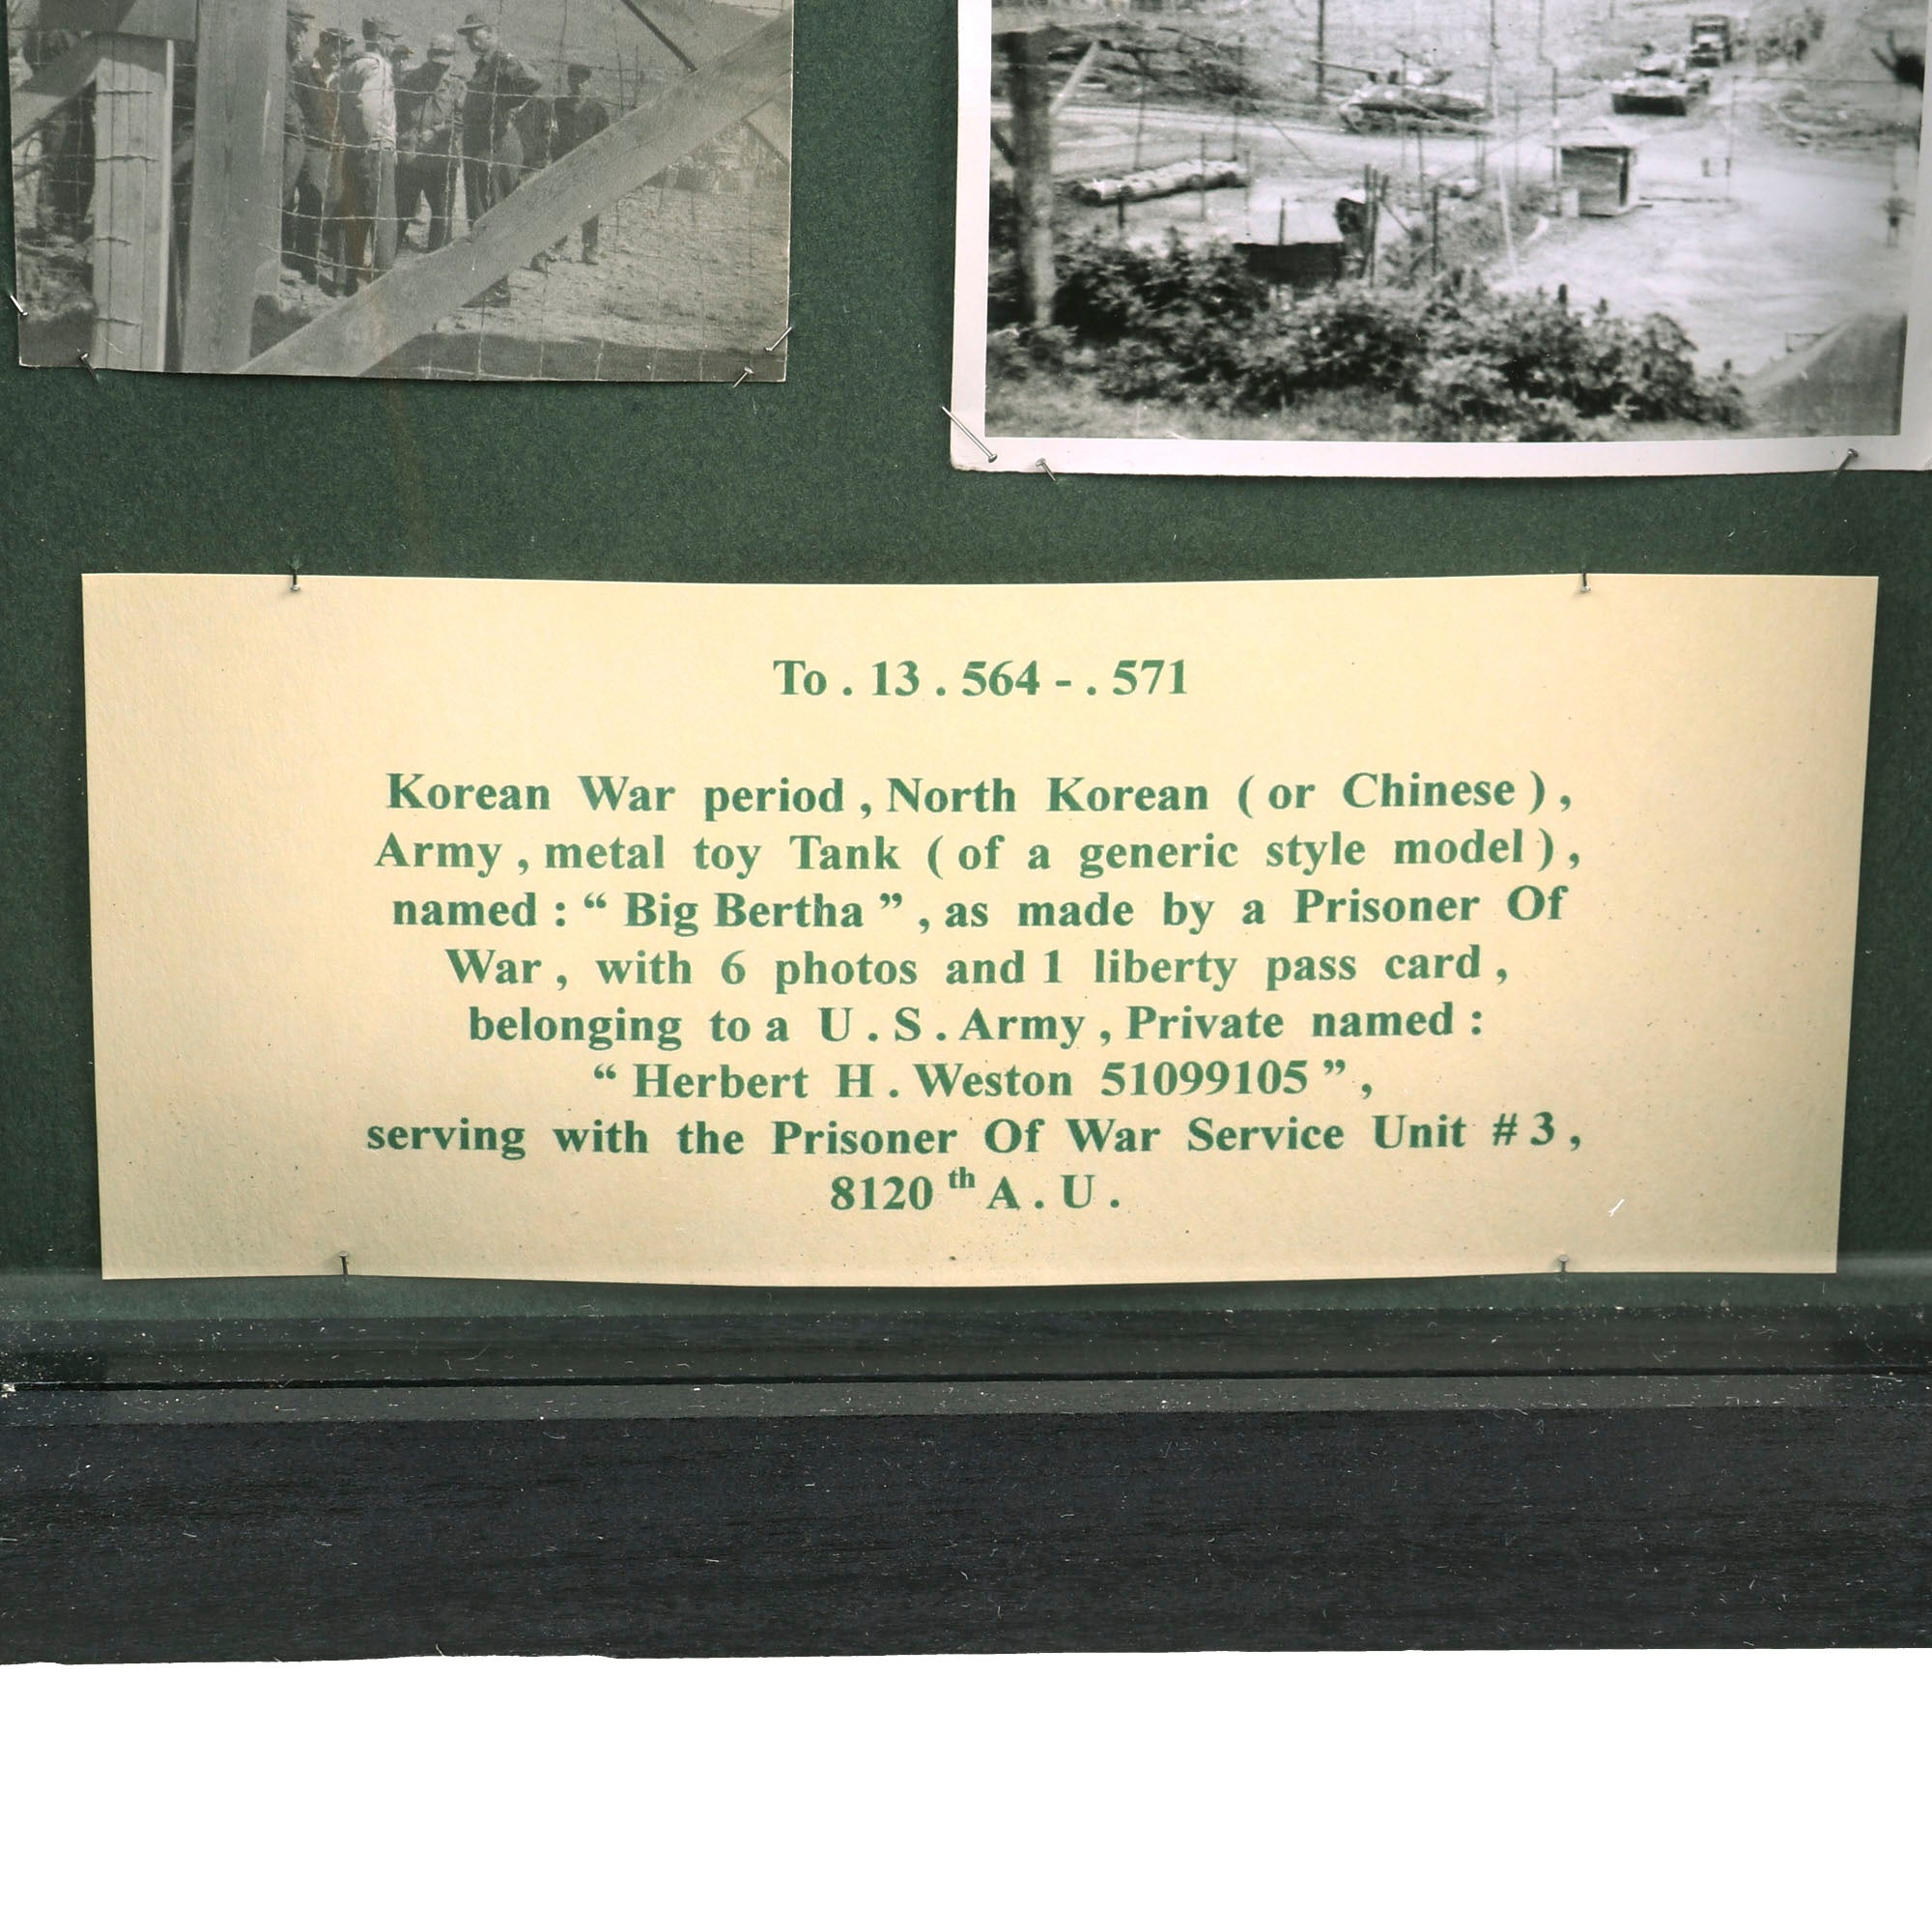 To . 13 . 564 - . 571
Korean War period , North Korean ( or Chinese ) ,
Army , metal toy Tank ( of a generic style model ) ,
named : “ Big Bertha ” , as made by a Prisoner Of
War , with 6 photos and 1 liberty pass card ,
belonging to a U . S . Army , Private named :
“ Herbert H . Weston 51099105 ” ,
serving with the Prisoner Of War Service Unit # 3 ,
8120 th A . U .